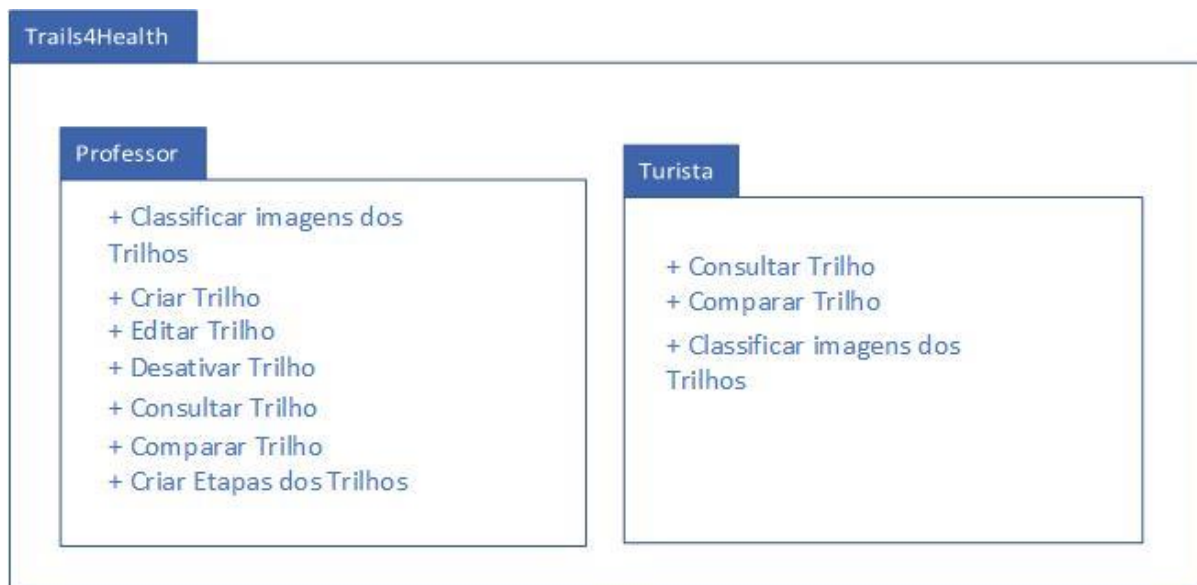 Trails4Health
Professor
+ Classificar imagens dos
Trilhos
+ Criar Trilho
+ Editar Trilho
+ Desativar Trilho
+ Consultar Trilho
+ Comparar Trilho
+ Criar Etapas dos Trilhos
Turista
+ Consultar Trilho
+ Comparar Trilho
+ Classificar imagens dos
Trilhos